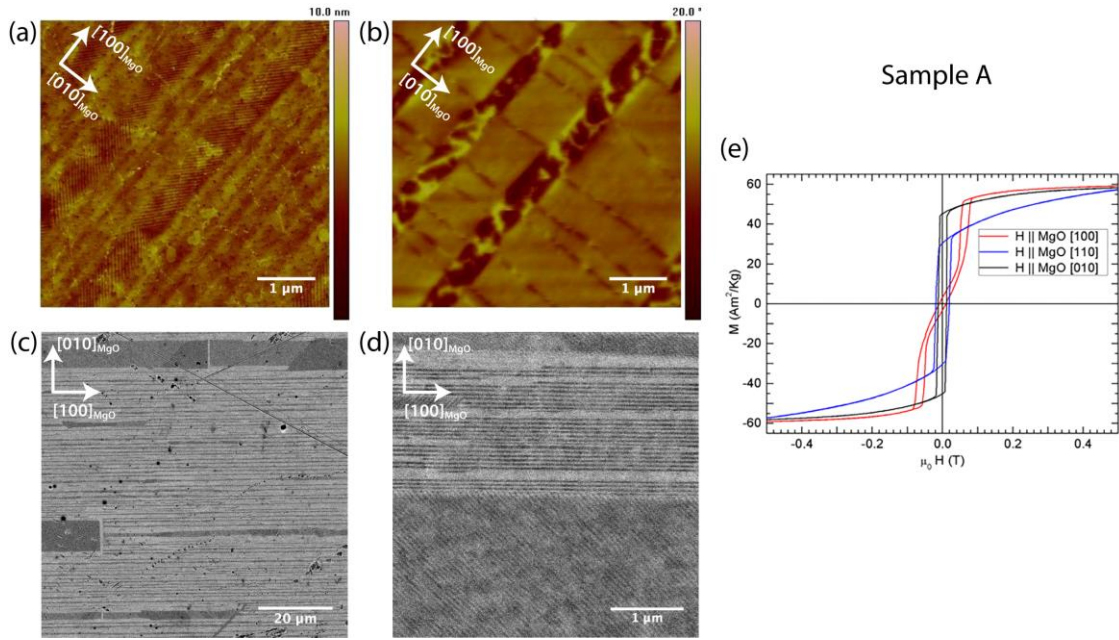 Sample A
(a)
10.0 nm
[100]MgO
[010]MgO
1 μm
(b)
20.0 °
[100]MgO
[010]MgO
1 μm
(c)
[010]MgO
[100]MgO
20 μm
(d)
[010]MgO
[100]MgO
1 μm
(e)
M (Am²/Kg)
60
40
20
0
-20
-40
-60
H || MgO [100]
H || MgO [110]
H || MgO [010]
-0.4
-0.2
0.0
0.2
0.4
μ₀ H (T)